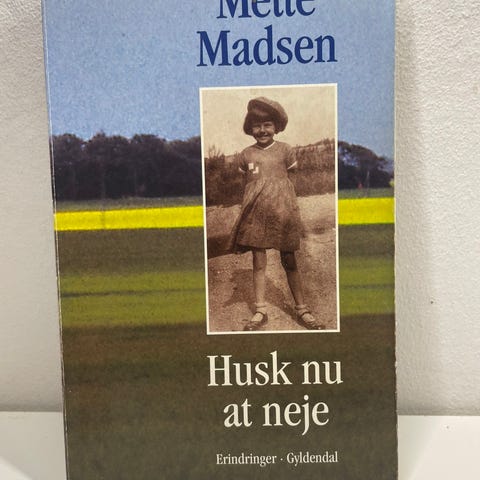 Mette
Madsen
Husk nu
at neje
Erindringer · Gyldendal